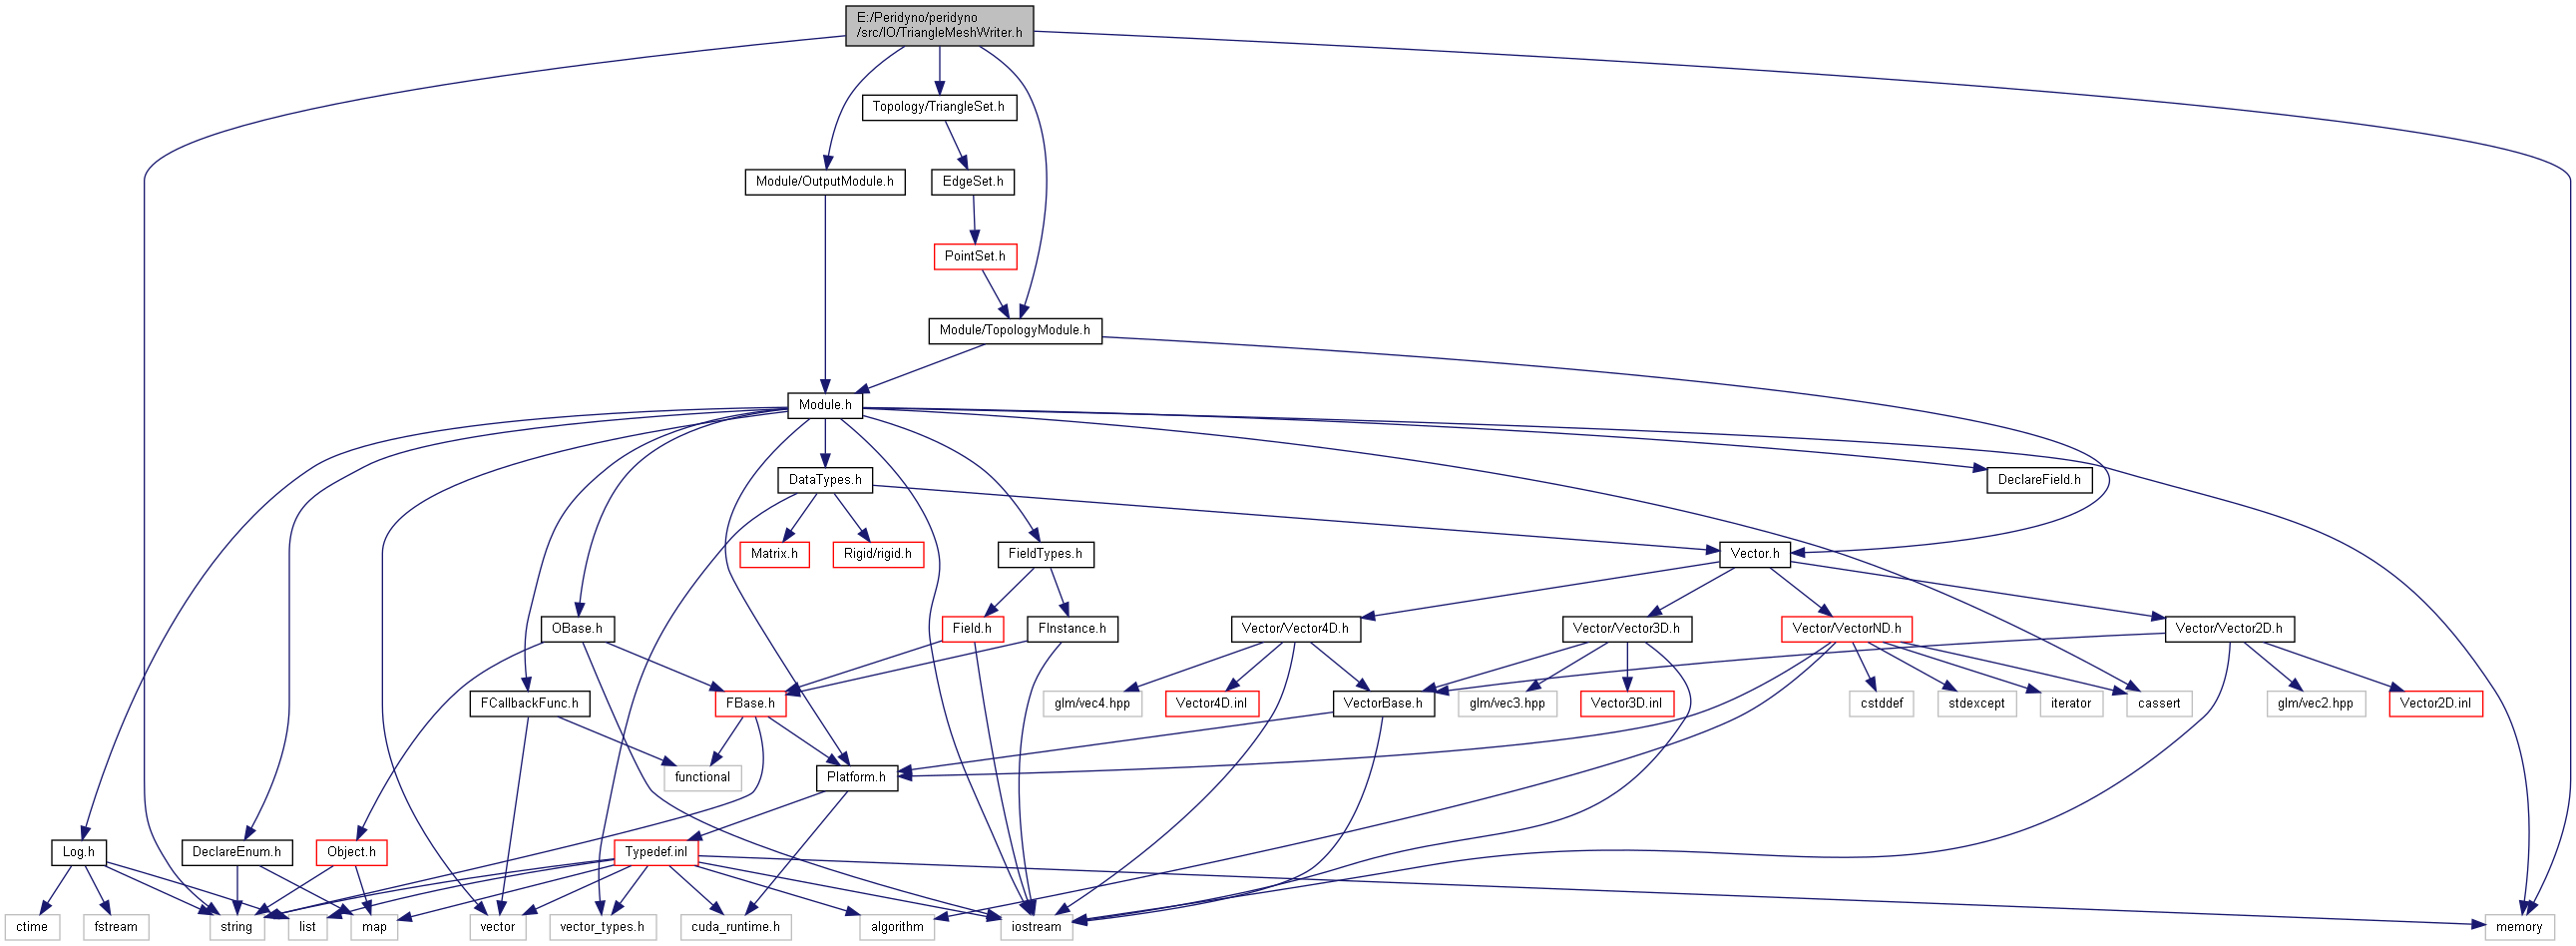 E:/Peridyno/peridyno
/src/IO/TriangleMeshWriter.h
Topology/TriangleSet.h
Module/OutputModule.h
EdgeSet.h
PointSet.h
Module/TopologyModule.h
Module.h
DataTypes.h
DeclareField.h
Matrix.h
Rigid/rigid.h
FieldTypes.h
Vector.h
OBase.h
Field.h
FInstance.h
Vector/Vector4D.h
Vector/Vector3D.h
Vector/VectorND.h
Vector/Vector2D.h
FCallbackFunc.h
FBase.h
glm/vec4.hpp
Vector4D.inl
VectorBase.h
glm/vec3.hpp
Vector3D.inl
cstddef
stdexcept
iterator
cassert
glm/vec2.hpp
Vector2D.inl
functional
Platform.h
Log.h
DeclareEnum.h
Object.h
Typedef.inl
ctime
fstream
string
list
map
vector
vector_types.h
cuda_runtime.h
algorithm
iostream
memory